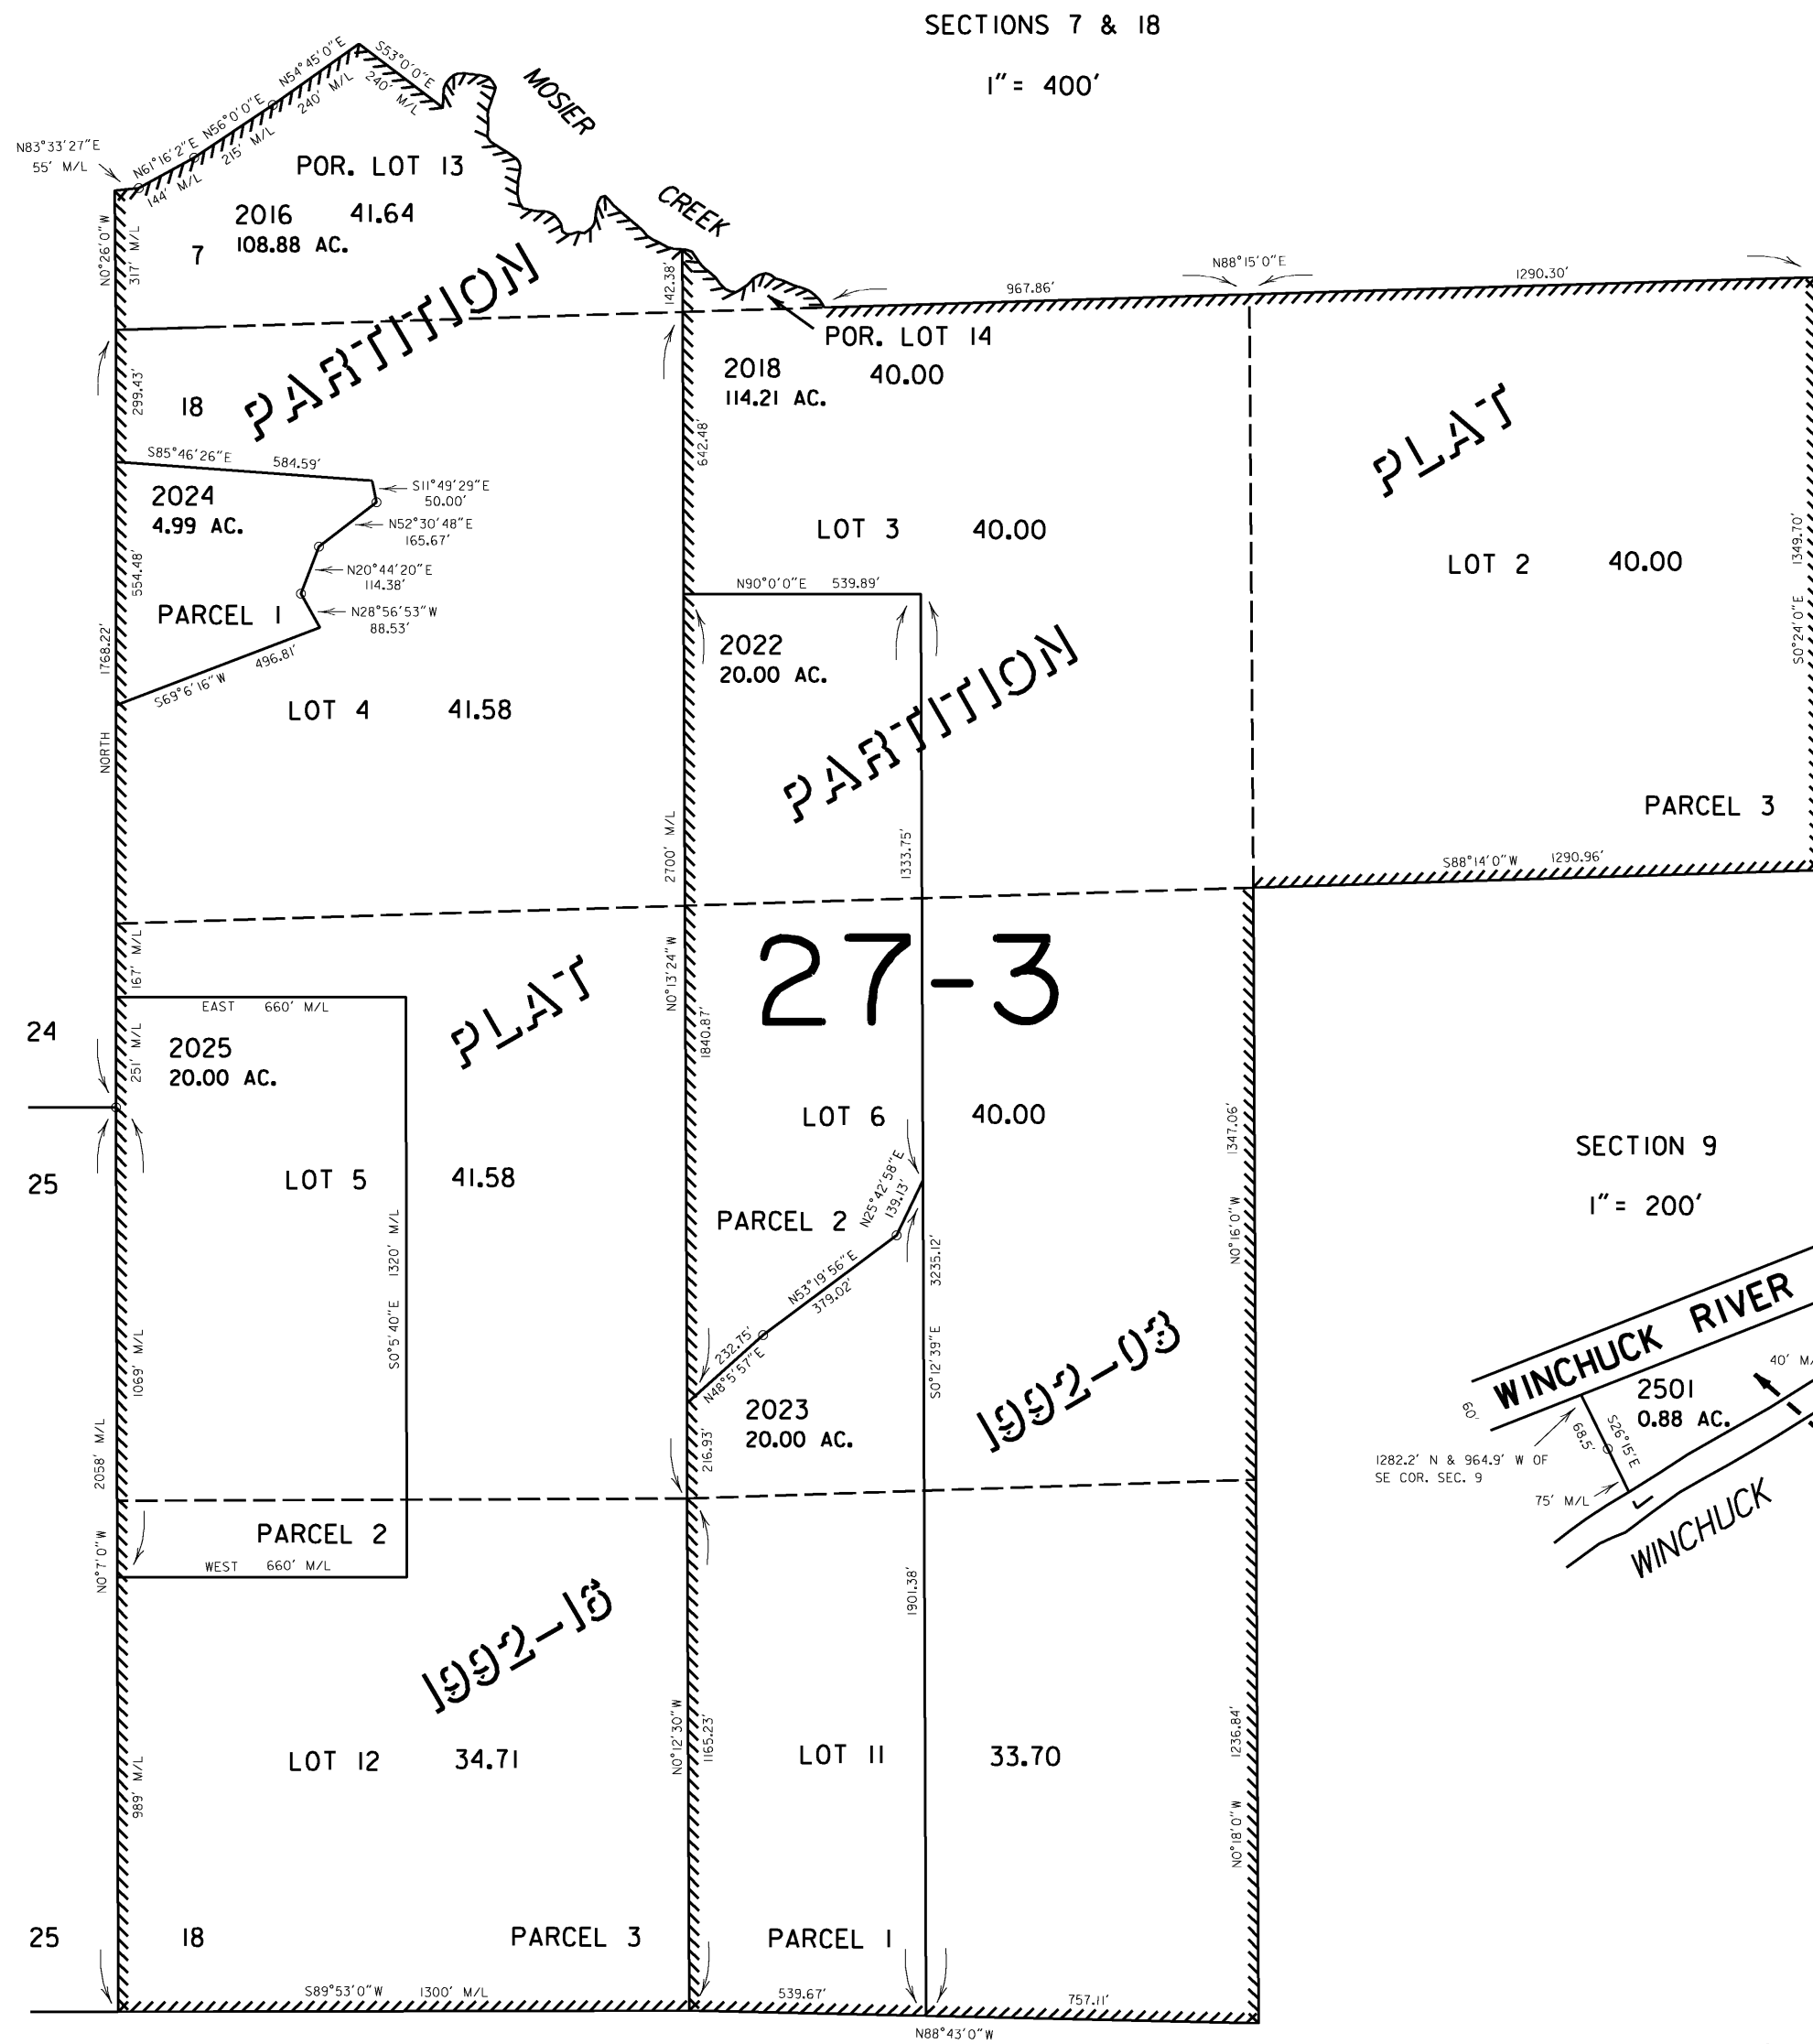 SECTIONS 7 & 18
1" = 400'
N54°45'0"E
240' M/L
S53°0'0"E
240' M/L
MOSIER
N56°0'0"E
215' M/L
N83°33'27"E
55' M/L
N61°16'2"E
144' M/L
POR. LOT 13
2016 41.64
108.88 AC.
7
N0°26'0"W
317' M/L
CREEK
PARTITION
142.38'
967.86'
N88°15'0"E
1290.30'
POR. LOT 14
2018 40.00
114.21 AC.
299.43'
18
642.48'
PLAT
S85°46'26"E 584.59'
2024
4.99 AC.
S11°49'29"E
50.00'
N52°30'48"E
165.67'
N20°44'20"E
114.38'
N28°56'53"W
88.53'
554.48'
PARCEL 1
1768.22'
496.81'
S69°6'16"W
NORTH
LOT 4 41.58
LOT 3 40.00
LOT 2 40.00
1349.70'
S0°24'0"E
N90°0'0"E 539.89'
2022
20.00 AC.
PARTITION
PARCEL 3
2700' M/L
1333.75'
S88°14'0"W 1290.96'
167' M/L
N0°13'24"W
27-3
PLAT
EAST 660' M/L
24
251' M/L
2025
20.00 AC.
1840.87'
LOT 6 40.00
1347.06'
SECTION 9
1" = 200'
25
LOT 5 41.58
N25°42'58"E
139.13'
PARCEL 2
1320' M/L
S0°5'40"E
N53°19'56"E
379.02'
3235.12'
S0°12'39"E
N0°16'0"W
WINCHUCK RIVER
1069' M/L
232.75'
N48°5'57"E
1992-03
2501
0.88 AC.
40' M/
60'
68.5'
S26°15'E
1282.2' N & 964.9' W OF
SE COR. SEC. 9
75' M/L
WINCHUCK
2023
20.00 AC.
216.93'
2058' M/L
N0°7'0"W
PARCEL 2
WEST 660' M/L
1992-18
1901.38'
N0°12'30"W
1165.23'
1236.84'
N0°18'0"W
LOT 12 34.71
LOT 11 33.70
989' M/L
25
18
PARCEL 3
PARCEL 1
S89°53'0"W 1300' M/L
539.67'
757.11'
N88°43'0"W